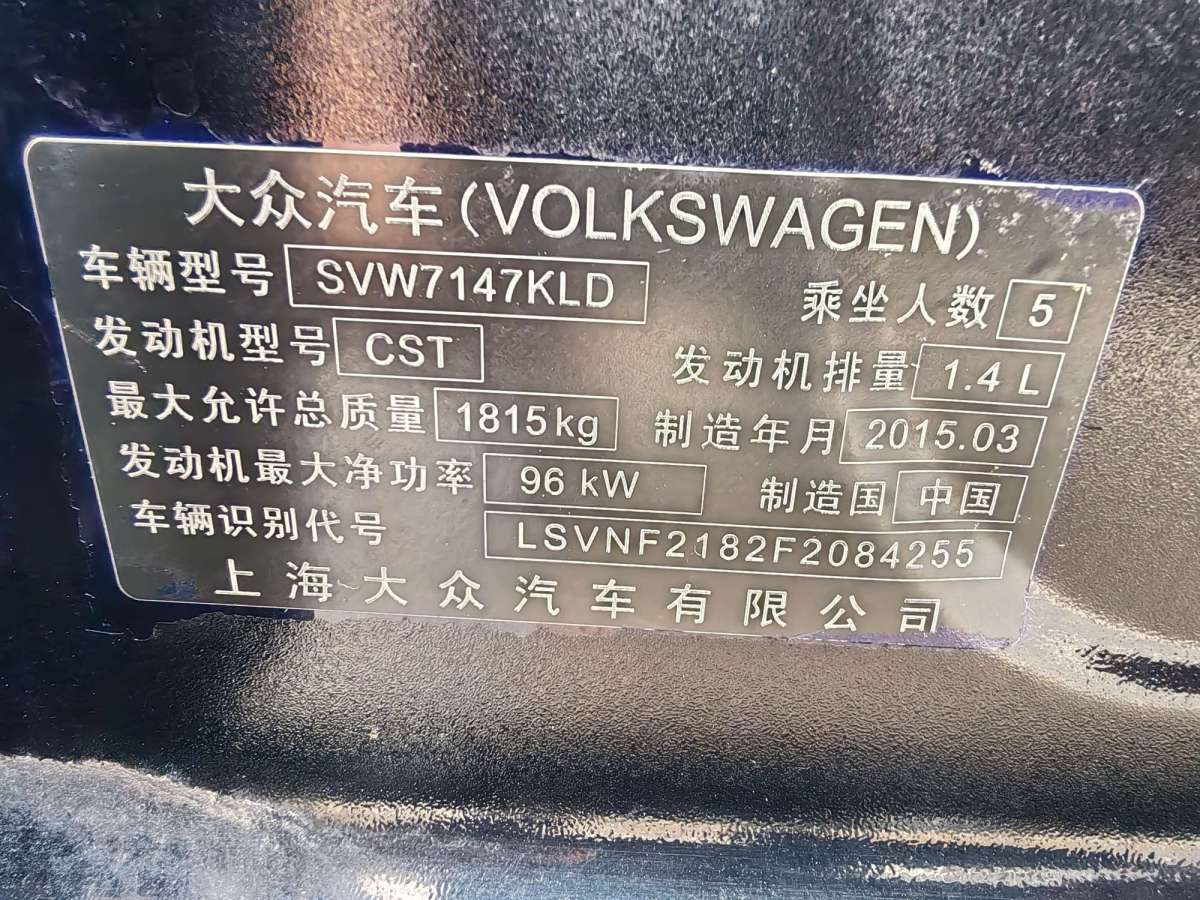 大众汽车(VOLKSWAGEN)
车辆型号 SVW7147KLD 乘坐人数 5
发动机型号 CST 发动机排量 1.4 L
最大允许总质量 1815kg 制造年月 2015.03
发动机最大净功率 96 kW 制造国 中国
车辆识别代号 LSVNF2182F2084255
上海大众汽车有限公司